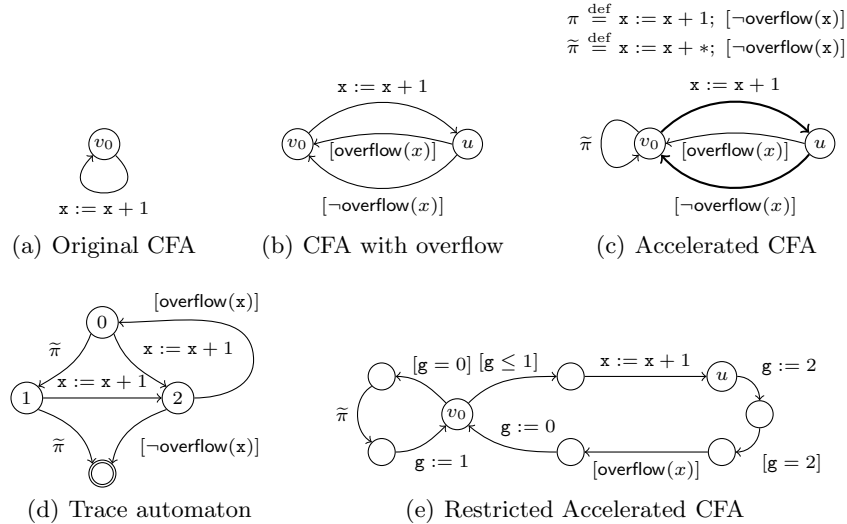 π def= x := x + 1; [¬overflow(x)]
π̃ def= x := x + ∗; [¬overflow(x)]
v0
x := x + 1
(a) Original CFA
x := x + 1
v0
[overflow(x)]
u
[¬overflow(x)]
(b) CFA with overflow
x := x + 1
π̃
v0
[overflow(x)]
u
[¬overflow(x)]
(c) Accelerated CFA
[overflow(x)]
0
π̃
x := x + 1
x := x + 1
1
2
π̃
[¬overflow(x)]
(d) Trace automaton
[g = 0]
[g ≤ 1]
x := x + 1
u
g := 2
π̃
v0
g := 0
g := 1
[overflow(x)]
[g = 2]
(e) Restricted Accelerated CFA